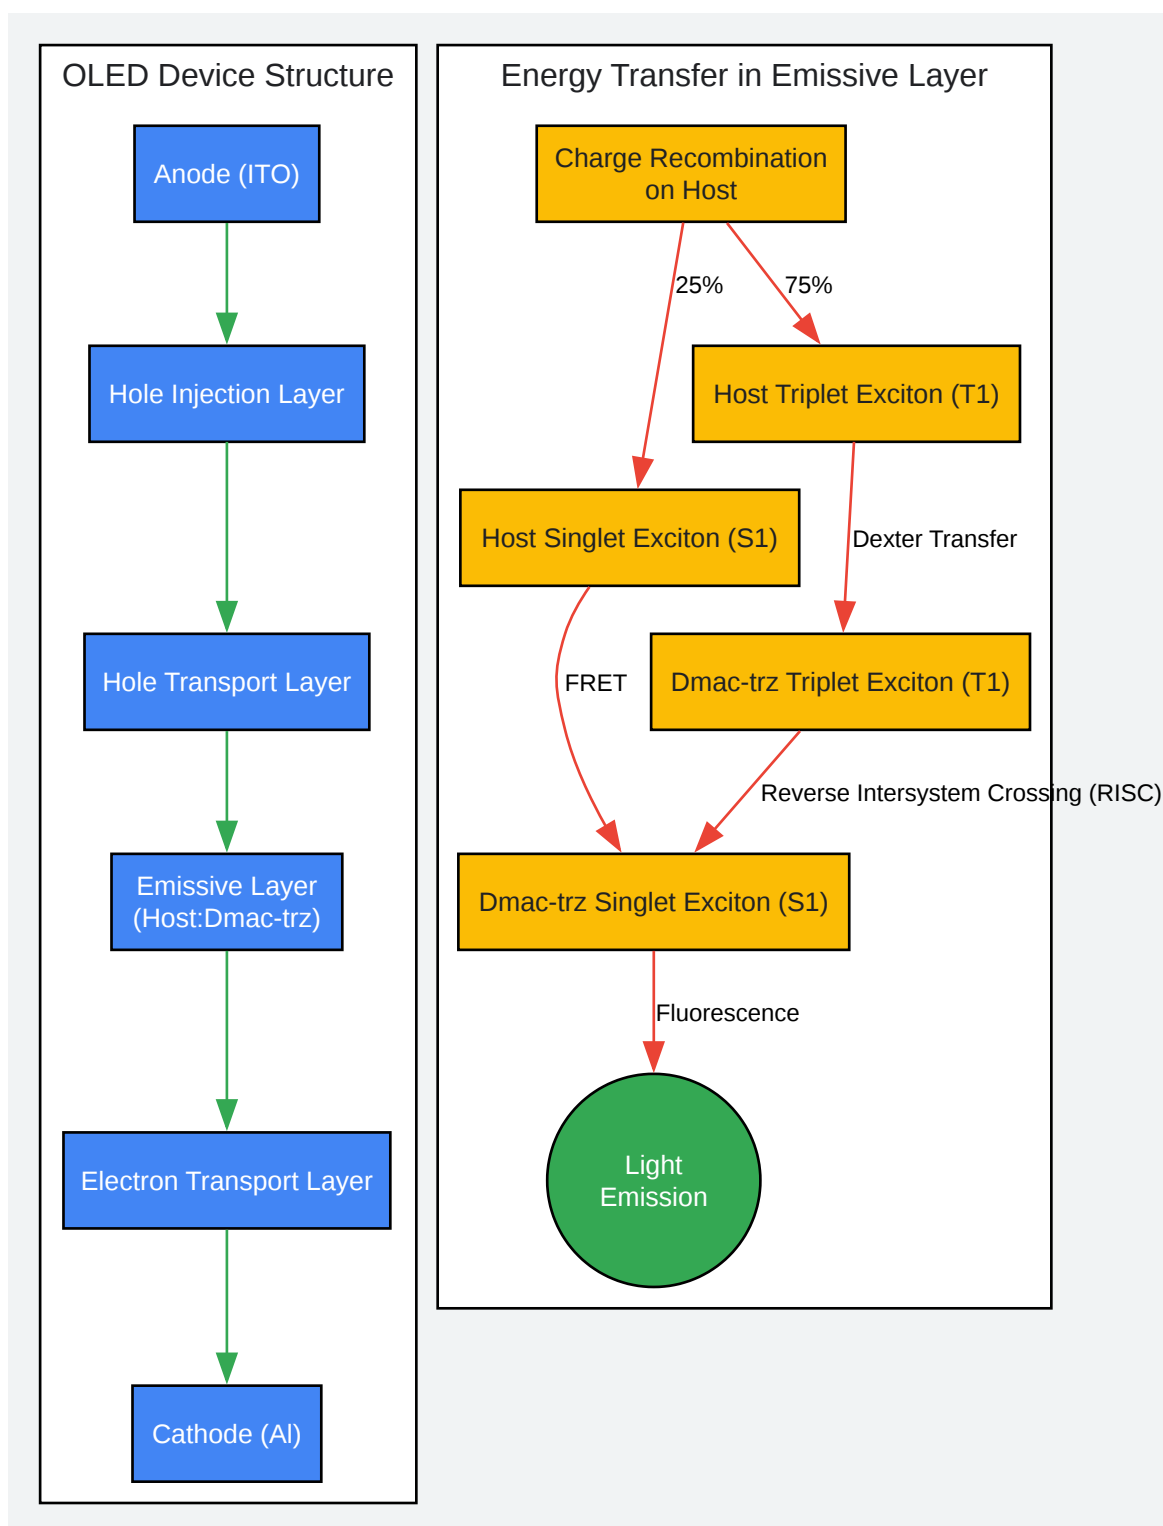 OLED Device Structure
Anode (ITO)
Hole Injection Layer
Hole Transport Layer
Emissive Layer
(Host:Dmac-trz)
Electron Transport Layer
Cathode (Al)
Energy Transfer in Emissive Layer
Charge Recombination
on Host
25%
75%
Host Triplet Exciton (T1)
Host Singlet Exciton (S1)
Dexter Transfer
FRET
Dmac-trz Triplet Exciton (T1)
Reverse Intersystem Crossing (RISC)
Dmac-trz Singlet Exciton (S1)
Fluorescence
Light
Emission